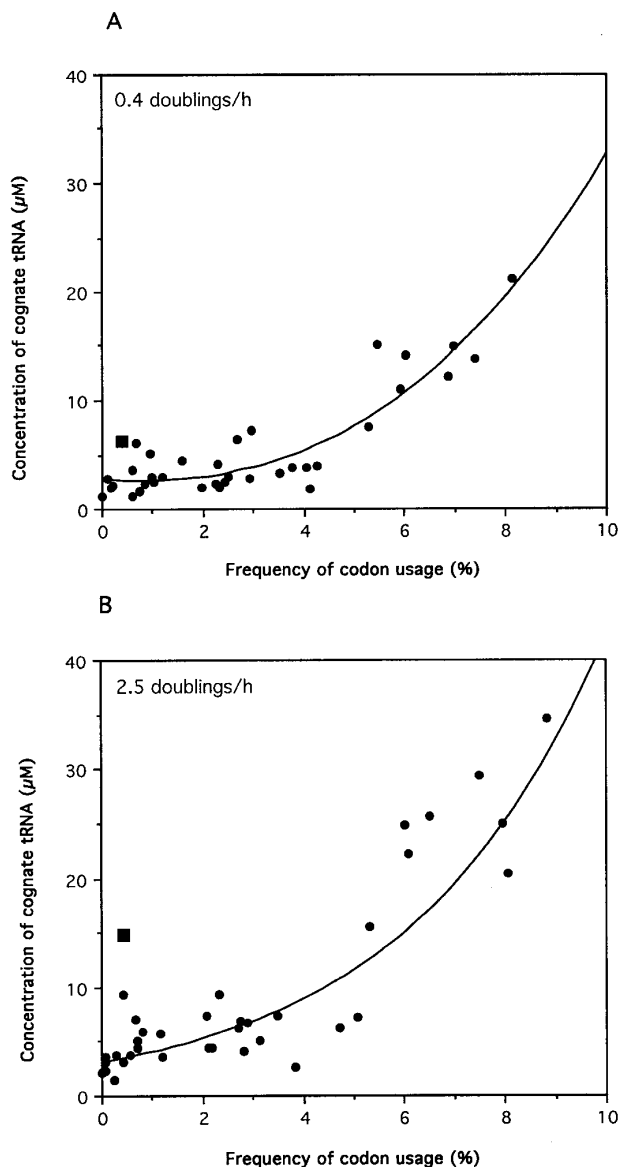 A
0.4 doublings/h
40
30
20
10
0
Concentration of cognate tRNA (µM)
0 2 4 6 8 10
Frequency of codon usage (%)
B
2.5 doublings/h
40
30
20
10
0
Concentration of cognate tRNA (µM)
0 2 4 6 8 10
Frequency of codon usage (%)